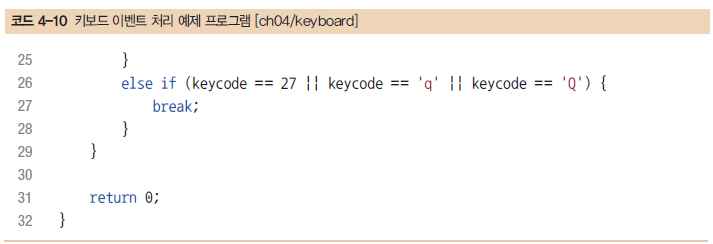 코드 4-10 키보드 이벤트 처리 예제 프로그램 [ch04/keyboard]
25 }
26 else if (keycode == 27 || keycode == 'q' || keycode == 'Q') {
27 break;
28 }
29 }
30
31 return 0;
32 }